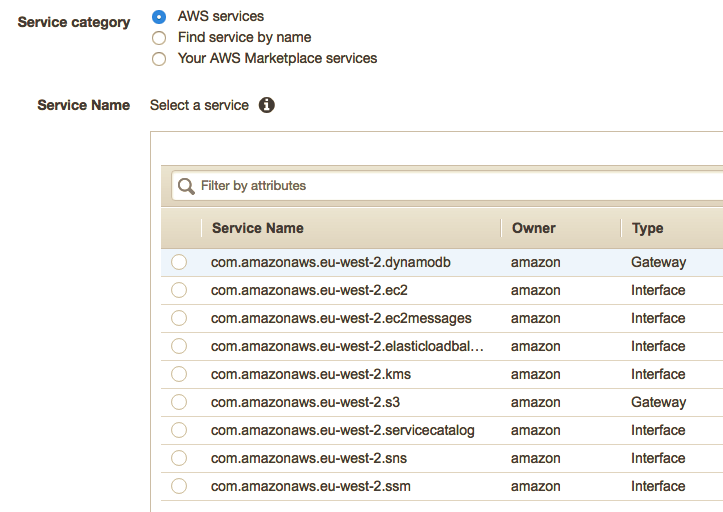 Service category
AWS services
Find service by name
Your AWS Marketplace services
Service Name Select a service
Filter by attributes
Service Name Owner Type
com.amazonaws.eu-west-2.dynamodb amazon Gateway
com.amazonaws.eu-west-2.ec2 amazon Interface
com.amazonaws.eu-west-2.ec2messages amazon Interface
com.amazonaws.eu-west-2.elasticloadbal… amazon Interface
com.amazonaws.eu-west-2.kms amazon Interface
com.amazonaws.eu-west-2.s3 amazon Gateway
com.amazonaws.eu-west-2.servicecatalog amazon Interface
com.amazonaws.eu-west-2.sns amazon Interface
com.amazonaws.eu-west-2.ssm amazon Interface